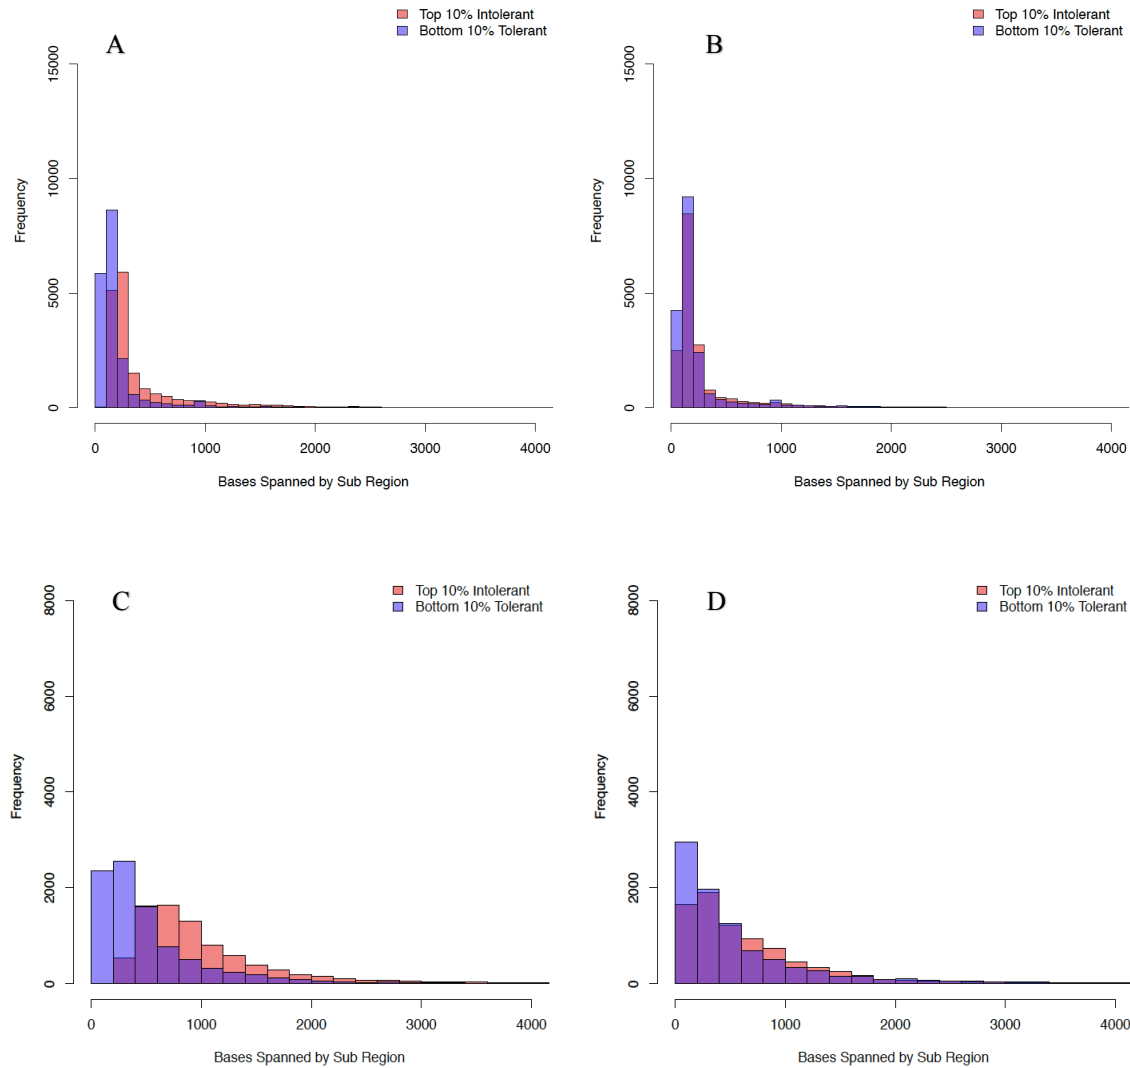 A
Top 10% Intolerant
Bottom 10% Tolerant
Frequency
15000
10000
5000
0
0 1000 2000 3000 4000
Bases Spanned by Sub Region
B
Top 10% Intolerant
Bottom 10% Tolerant
Frequency
15000
10000
5000
0
0 1000 2000 3000 4000
Bases Spanned by Sub Region
C
Top 10% Intolerant
Bottom 10% Tolerant
Frequency
8000
6000
4000
2000
0
0 1000 2000 3000 4000
Bases Spanned by Sub Region
D
Top 10% Intolerant
Bottom 10% Tolerant
Frequency
8000
6000
4000
2000
0
0 1000 2000 3000 4000
Bases Spanned by Sub Region